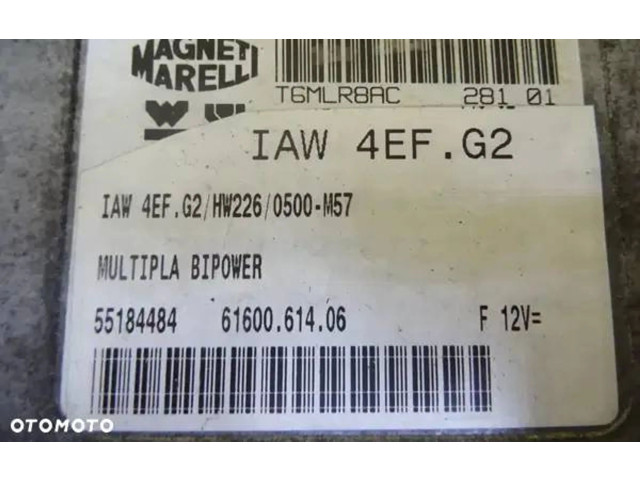 MAGNETI
MARELLI
T6MLR8AC 281 01
IAW 4EF.G2
IAW 4EF.G2/HW226/0500-M57
MULTIPLA BIPOWER
55184484 61600.614.06 F 12V=
OTOMOTO